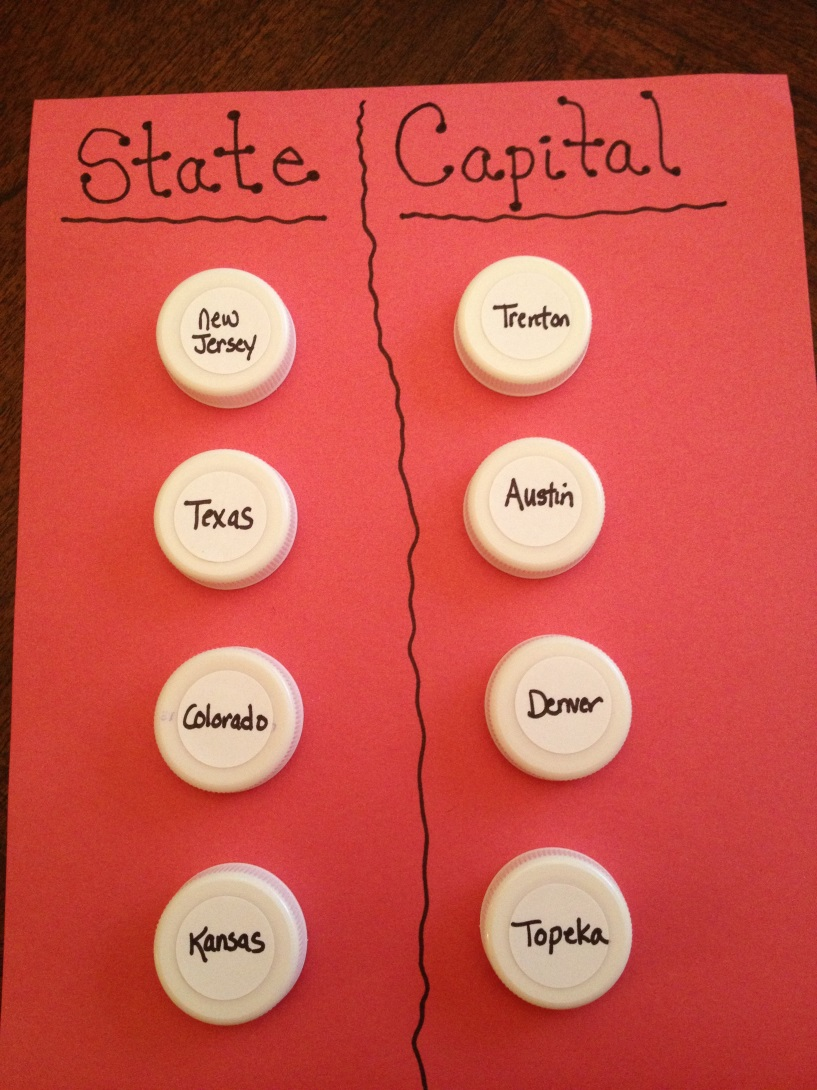 State Capital
New
Jersey
Trenton
Texas
Austin
Colorado
Denver
Kansas
Topeka